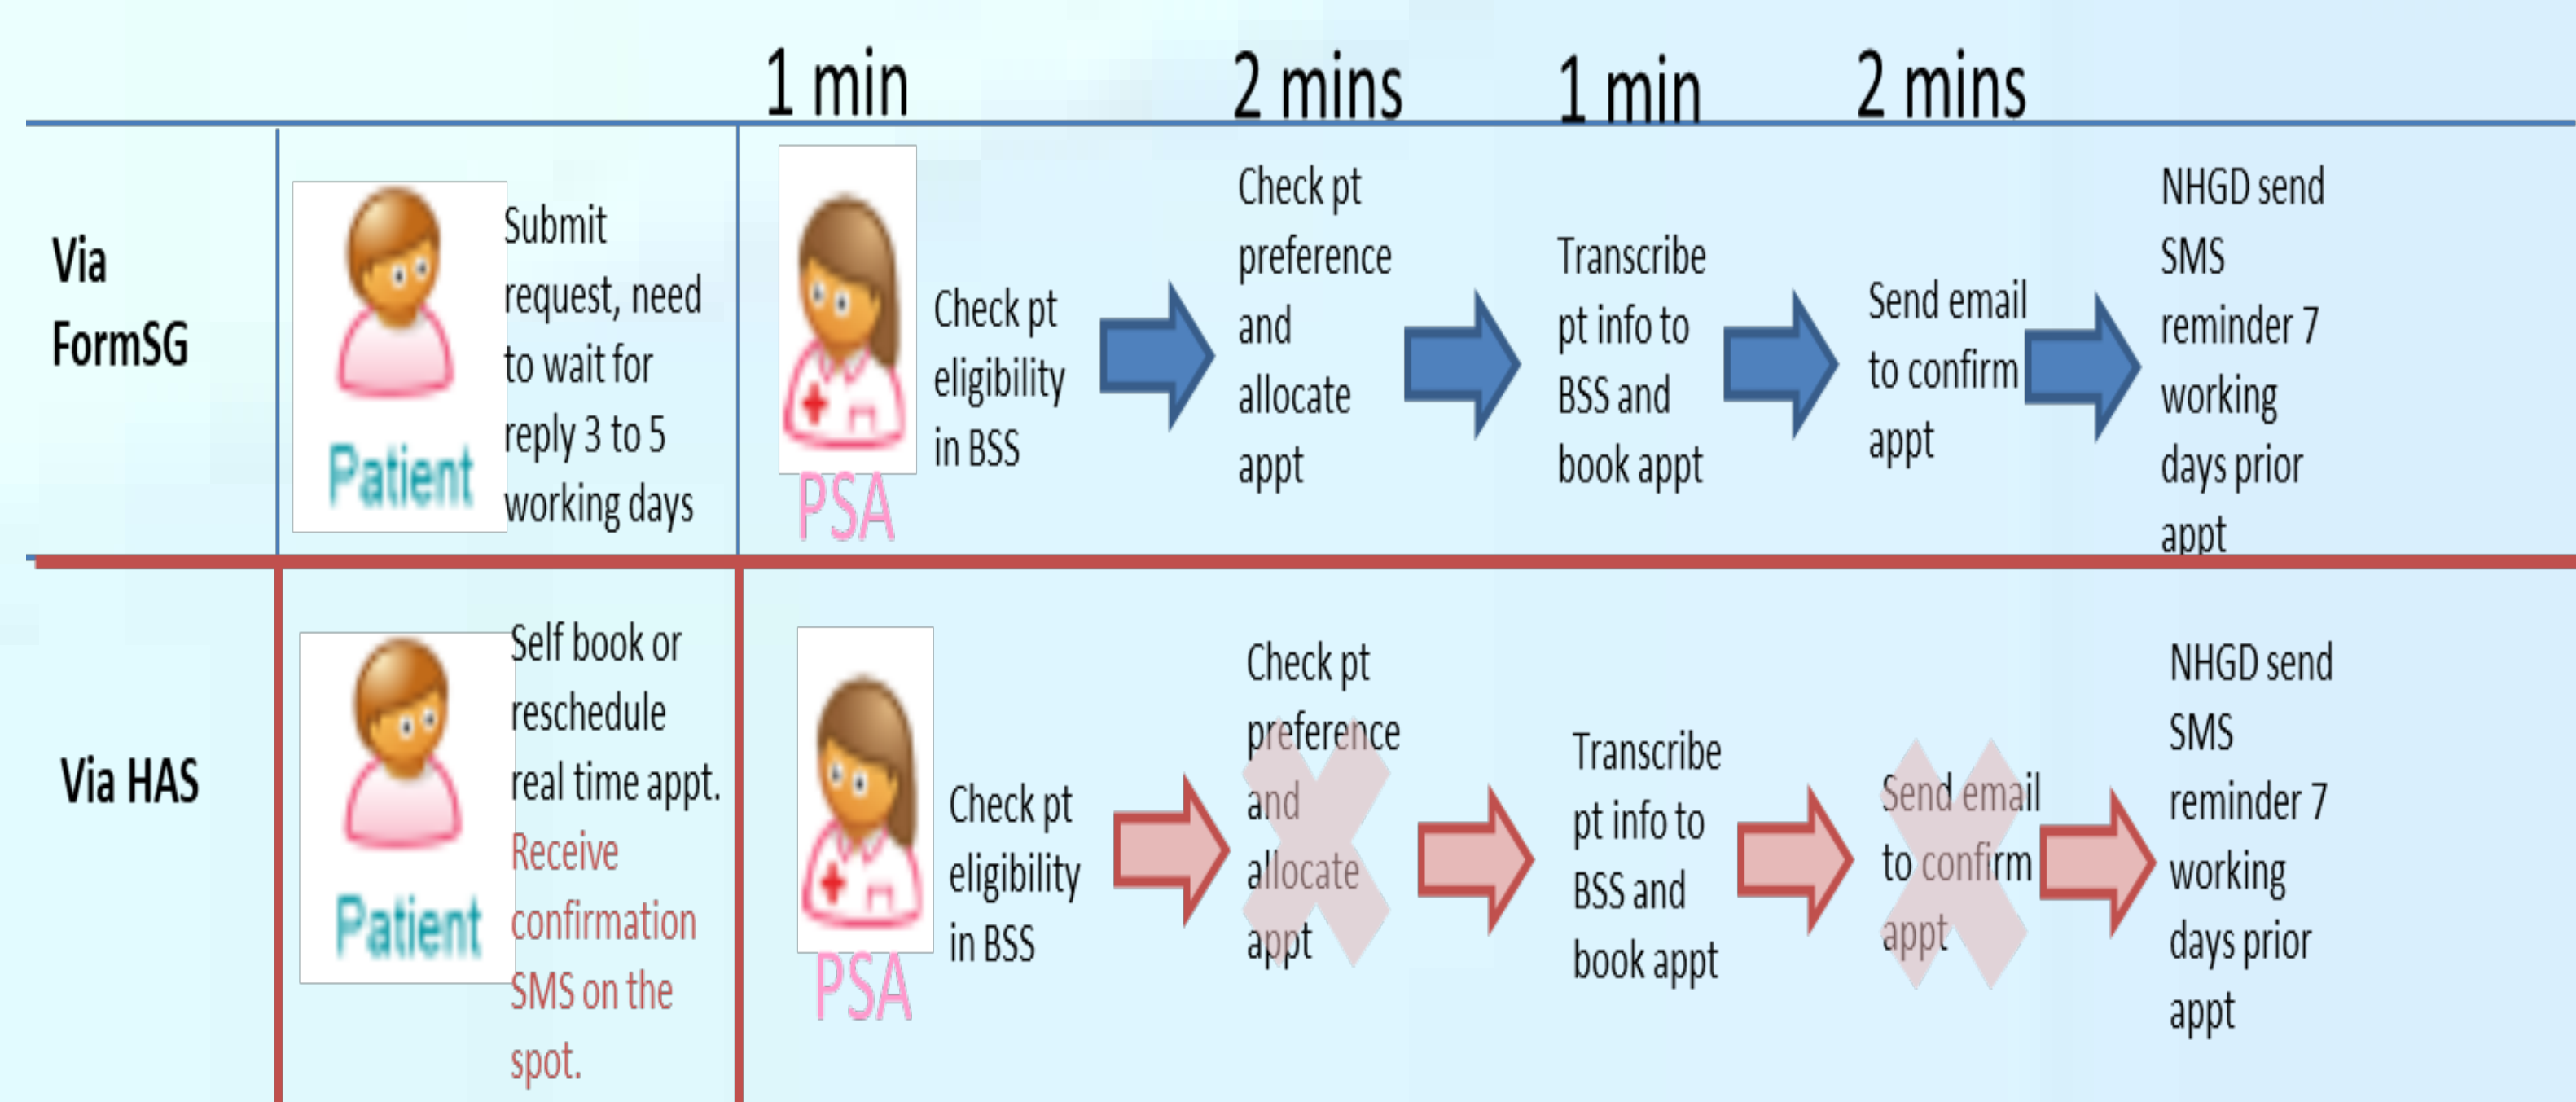 1 min
2 mins
1 min
2 mins
Via
FormSG
Patient
Submit
request, need
to wait for
reply 3 to 5
working days
PSA
Check pt
eligibility
in BSS
Check pt
preference
and
allocate
appt
Transcribe
pt info to
BSS and
book appt
Send email
to confirm
appt
NHGD send
SMS
reminder 7
working
days prior
appt
Via HAS
Patient
Self book or
reschedule
real time appt.
Receive
confirmation
SMS on the
spot.
PSA
Check pt
eligibility
in BSS
Check pt
preference
and
allocate
appt
Transcribe
pt info to
BSS and
book appt
Send email
to confirm
appt
NHGD send
SMS
reminder 7
working
days prior
appt